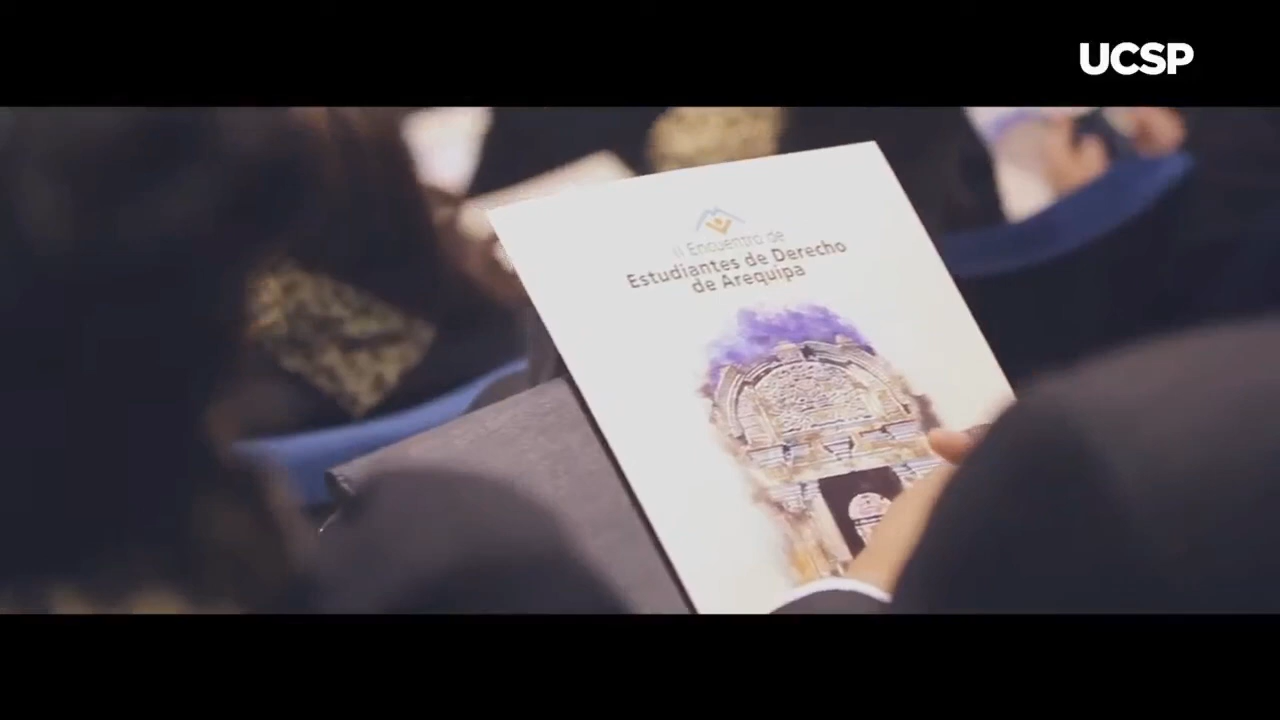 UCSP
II Encuentro de
Estudiantes de Derecho
de Arequipa